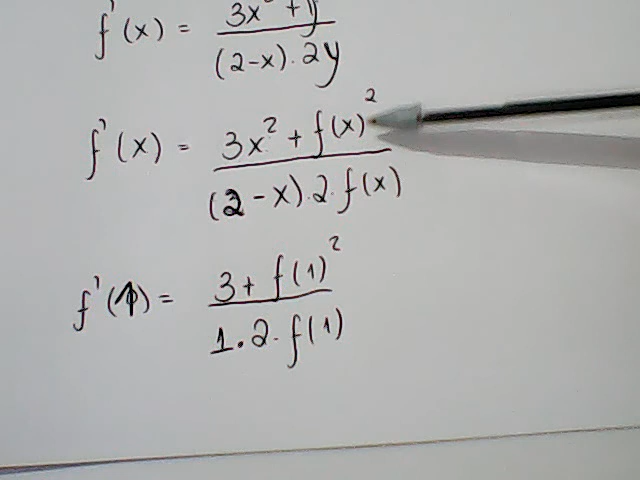 f'(x) = (3x² + y) / ((2-x).2y)
f'(x) = (3x² + f(x)²) / ((2-x).2.f(x))
f'(1) = (3 + f(1)²) / (1.2.f(1))